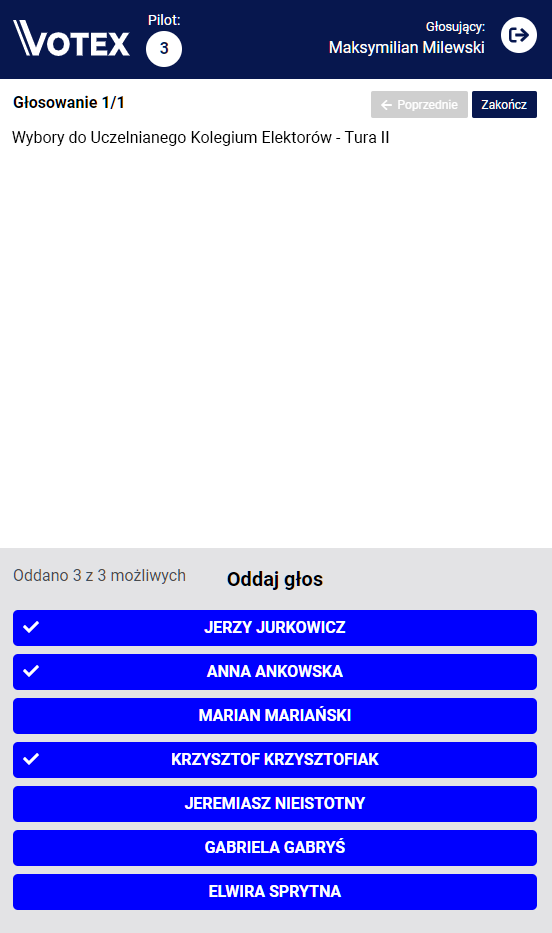 VOTEX
Pilot:
3
Głosujący:
Maksymilian Milewski
Głosowanie 1/1
Poprzednie
Zakończ
Wybory do Uczelnianego Kolegium Elektorów - Tura II
Oddano 3 z 3 możliwych
Oddaj głos
JERZY JURKOWICZ
ANNA ANKOWSKA
MARIAN MARIAŃSKI
KRZYSZTOF KRZYSZTOFIAK
JEREMIASZ NIEISTOTNY
GABRIELA GABRYŚ
ELWIRA SPRYTNA